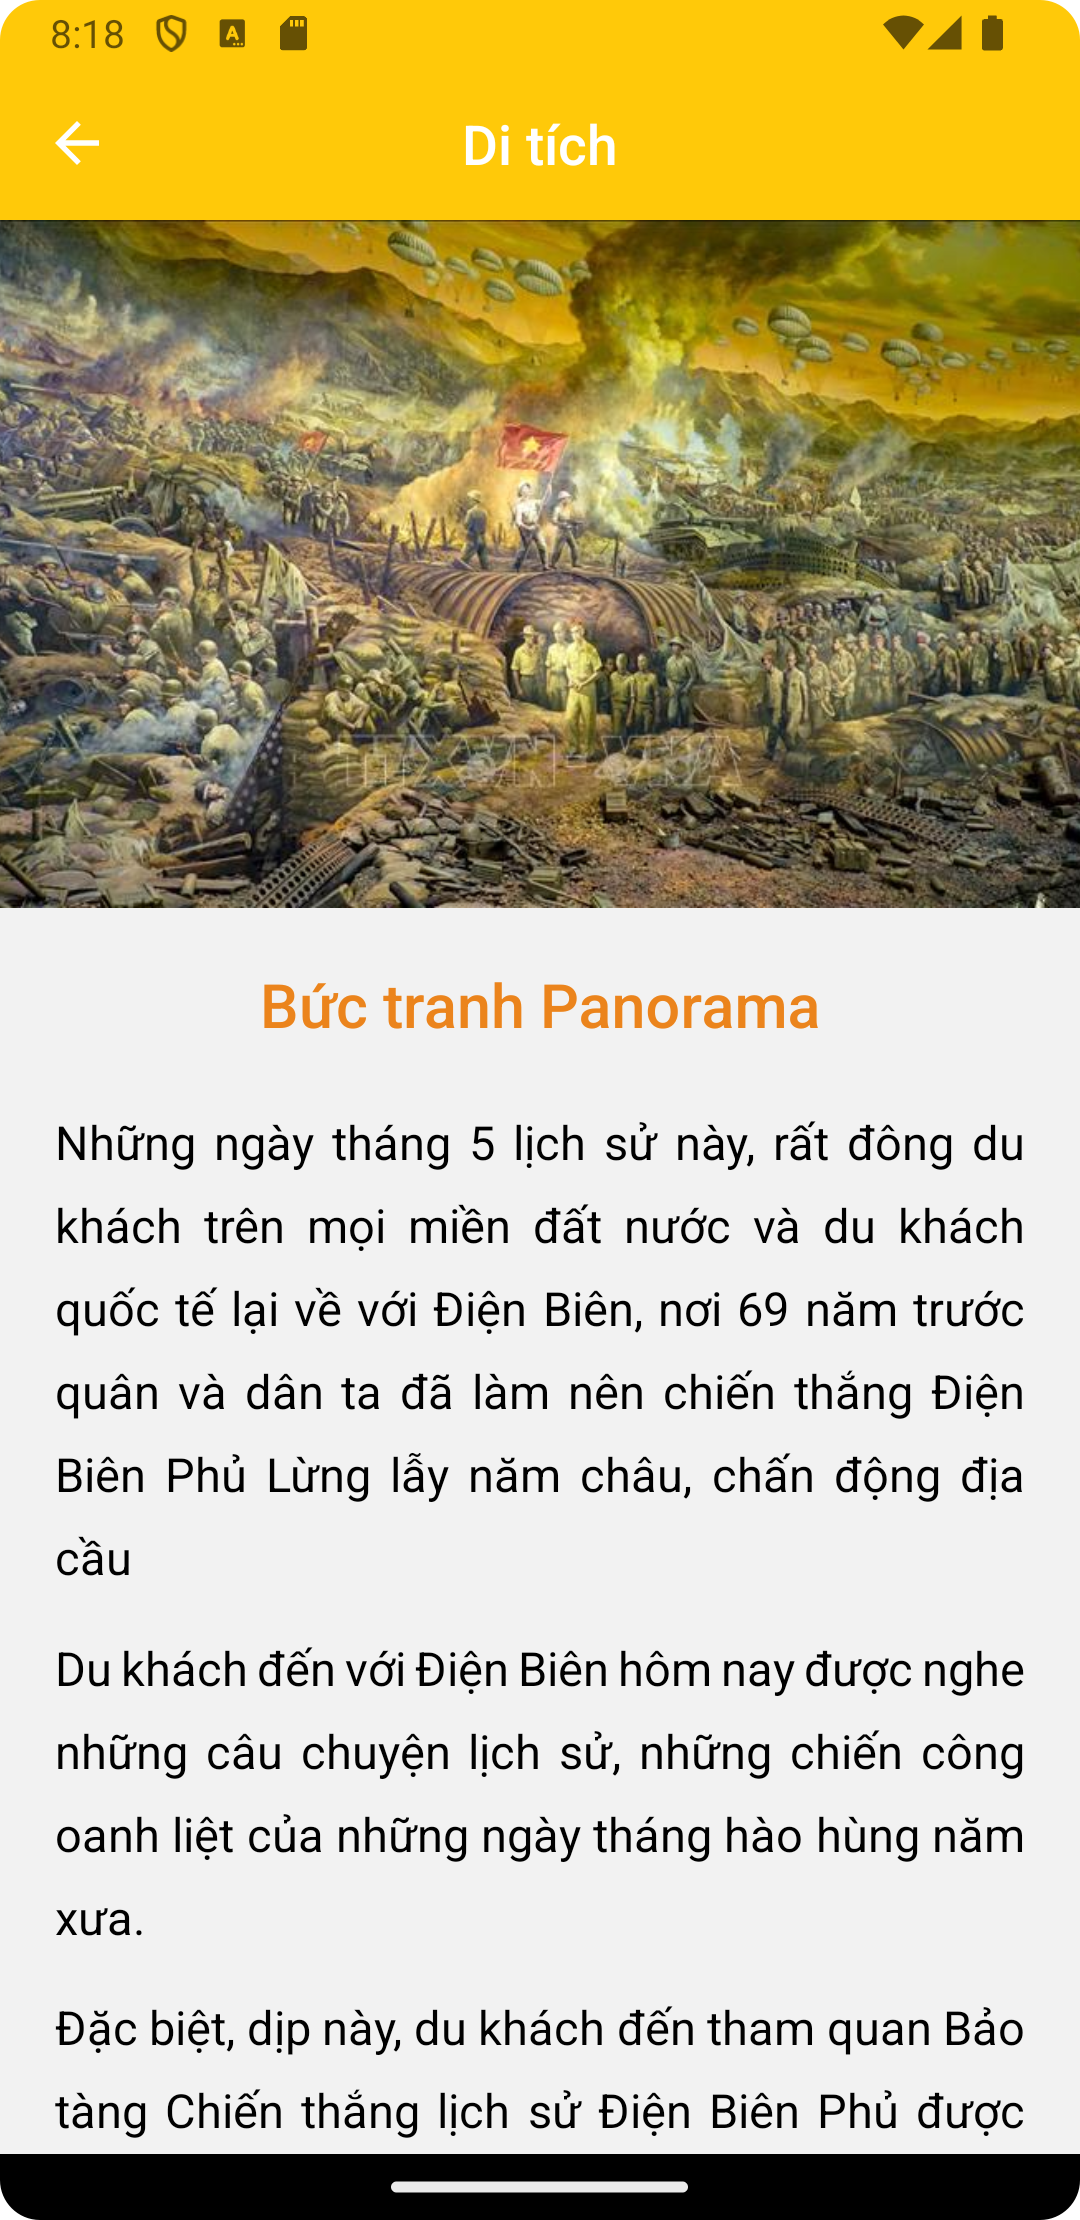 8:18
Di tích
TTXVN-VNA
Bức tranh Panorama
Những ngày tháng 5 lịch sử này, rất đông du
khách trên mọi miền đất nước và du khách
quốc tế lại về với Điện Biên, nơi 69 năm trước
quân và dân ta đã làm nên chiến thắng Điện
Biên Phủ Lừng lẫy năm châu, chấn động địa
cầu
Du khách đến với Điện Biên hôm nay được nghe
những câu chuyện lịch sử, những chiến công
oanh liệt của những ngày tháng hào hùng năm
xưa.
Đặc biệt, dịp này, du khách đến tham quan Bảo
tàng Chiến thắng lịch sử Điện Biên Phủ được